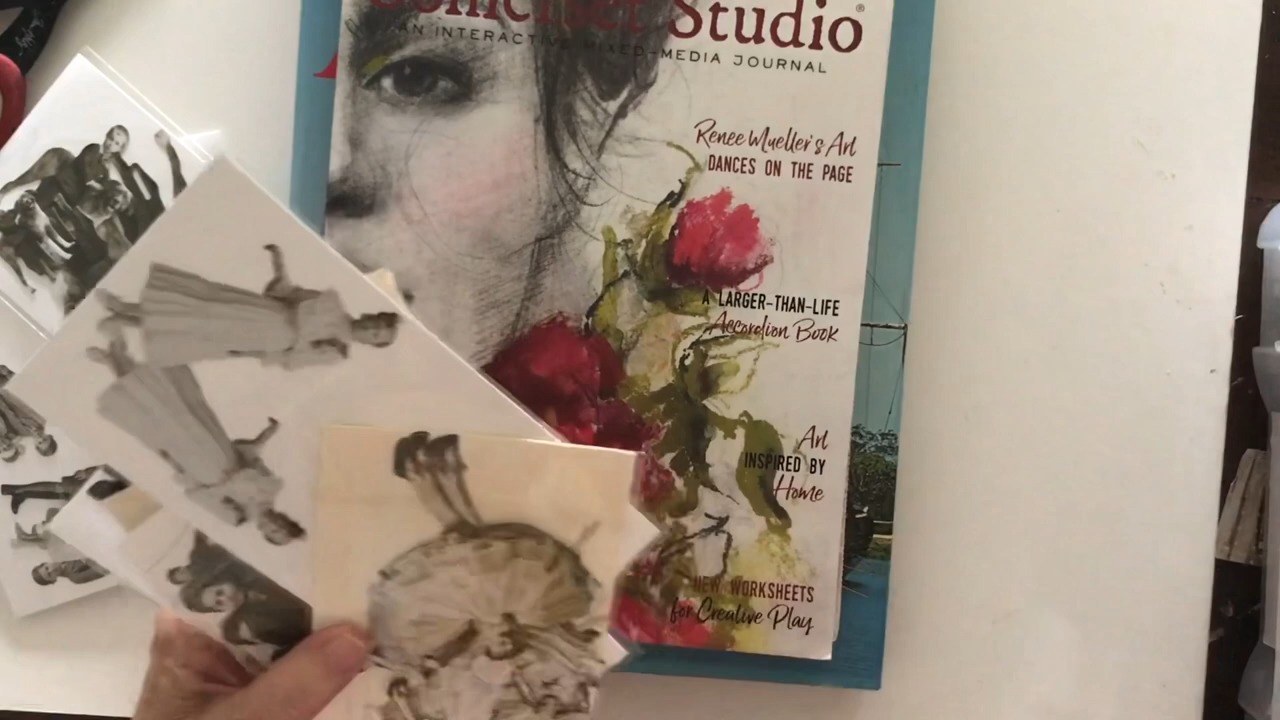 Somerset Studio®
AN INTERACTIVE MIXED-MEDIA JOURNAL
Renee Mueller's Art
DANCES ON THE PAGE
A LARGER-THAN-LIFE
Accordion Book
Art
INSPIRED BY
Home
NEW WORKSHEETS
for Creative Play